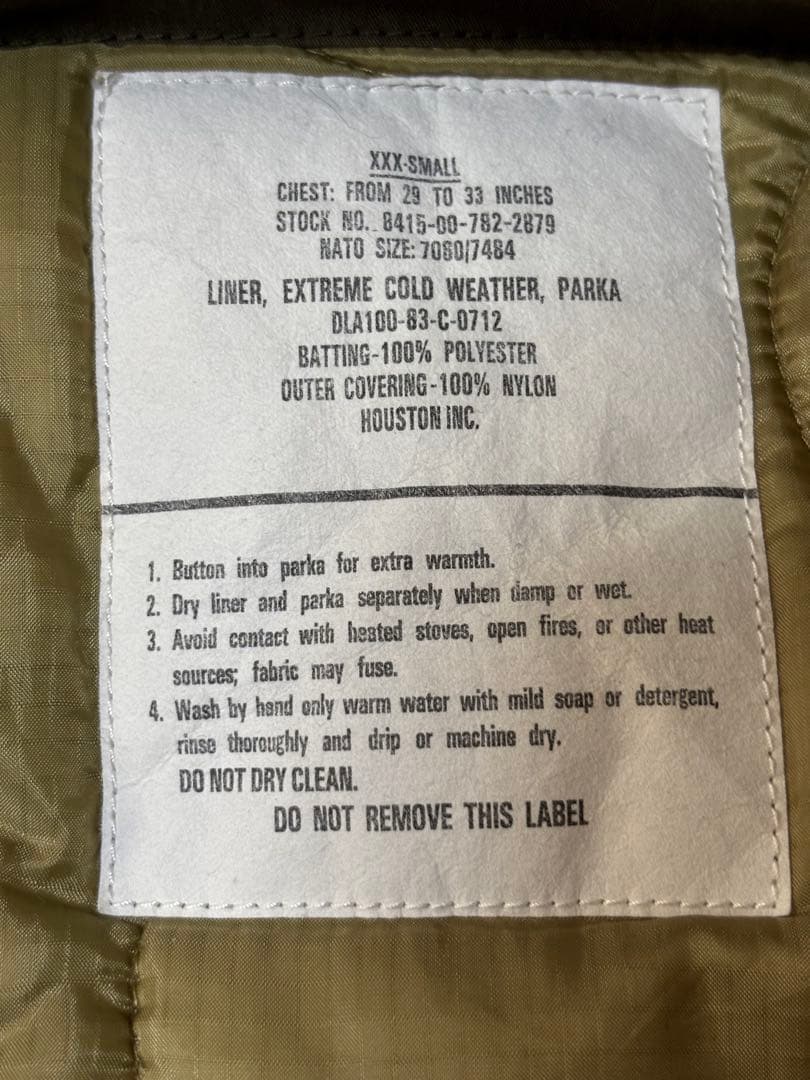 XXX-SMALL
CHEST: FROM 29 TO 33 INCHES
STOCK NO. 8415-00-782-2879
NATO SIZE: 7080/7484
LINER, EXTREME COLD WEATHER, PARKA
DLA100-83-C-0712
BATTING-100% POLYESTER
OUTER COVERING-100% NYLON
HOUSTON INC.
1. Button into parka for extra warmth.
2. Dry liner and parka separately when damp or wet.
3. Avoid contact with heated stoves, open fires, or other heat
sources; fabric may fuse.
4. Wash by hand only warm water with mild soap or detergent,
rinse thoroughly and drip or machine dry.
DO NOT DRY CLEAN.
DO NOT REMOVE THIS LABEL